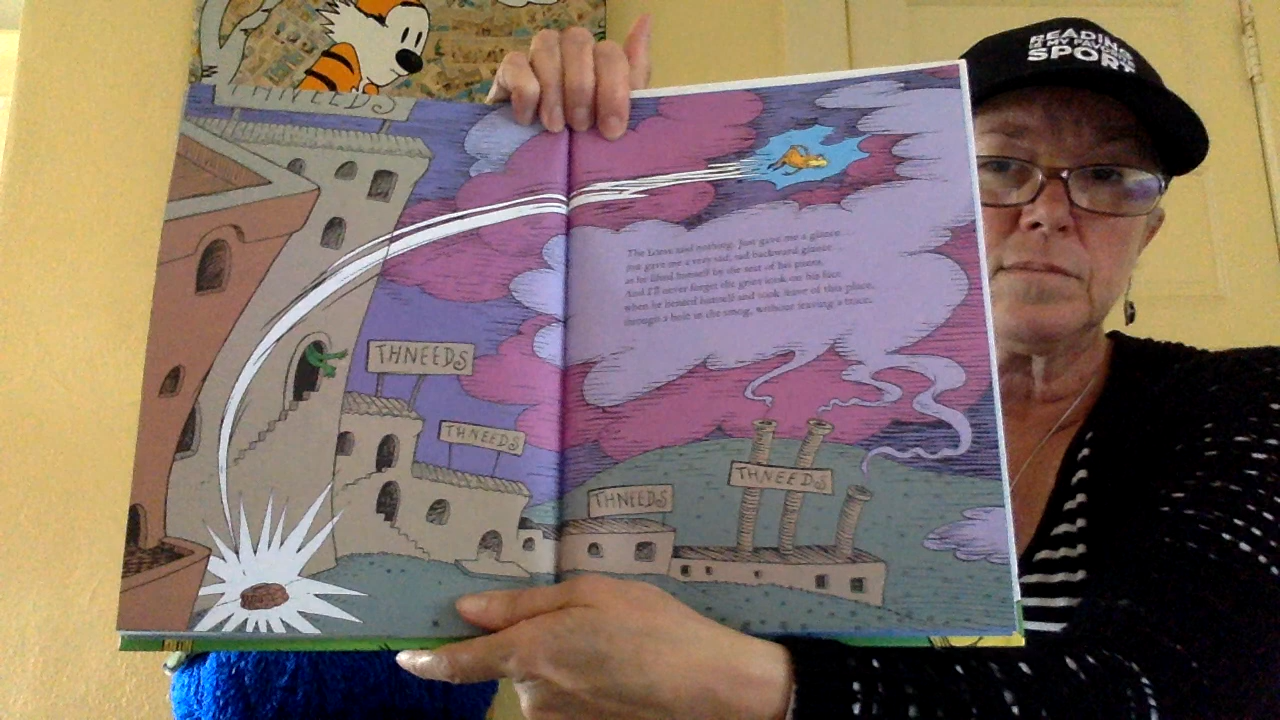 THNEEDS
READING
IS MY FAVORITE
SPORT
The Lorax said nothing. Just gave me a glance...
just gave me a very sad, sad backward glance...
as he lifted himself by the seat of his pants.
And I'll never forget the grim look on his face
when he heisted himself and took leave of this place,
through a hole in the smog, without leaving a trace.
THNEEDS
THNEEDS
THNEEDS
THNEEDS